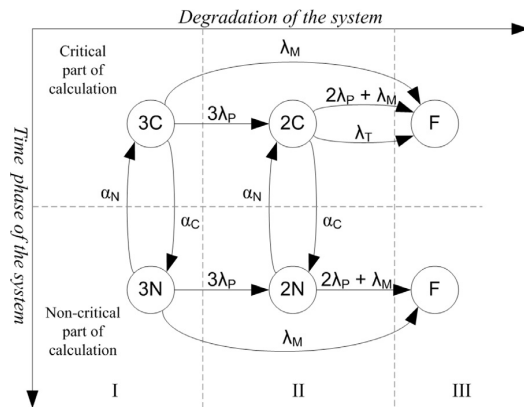 Degradation of the system
Critical
part of
calculation
λM
3C
3λP
2C
2λP + λM
λT
F
Time phase of the system
αN
αC
αN
αC
3N
3λP
2N
2λP + λM
F
Non-critical
part of
calculation
λM
I
II
III